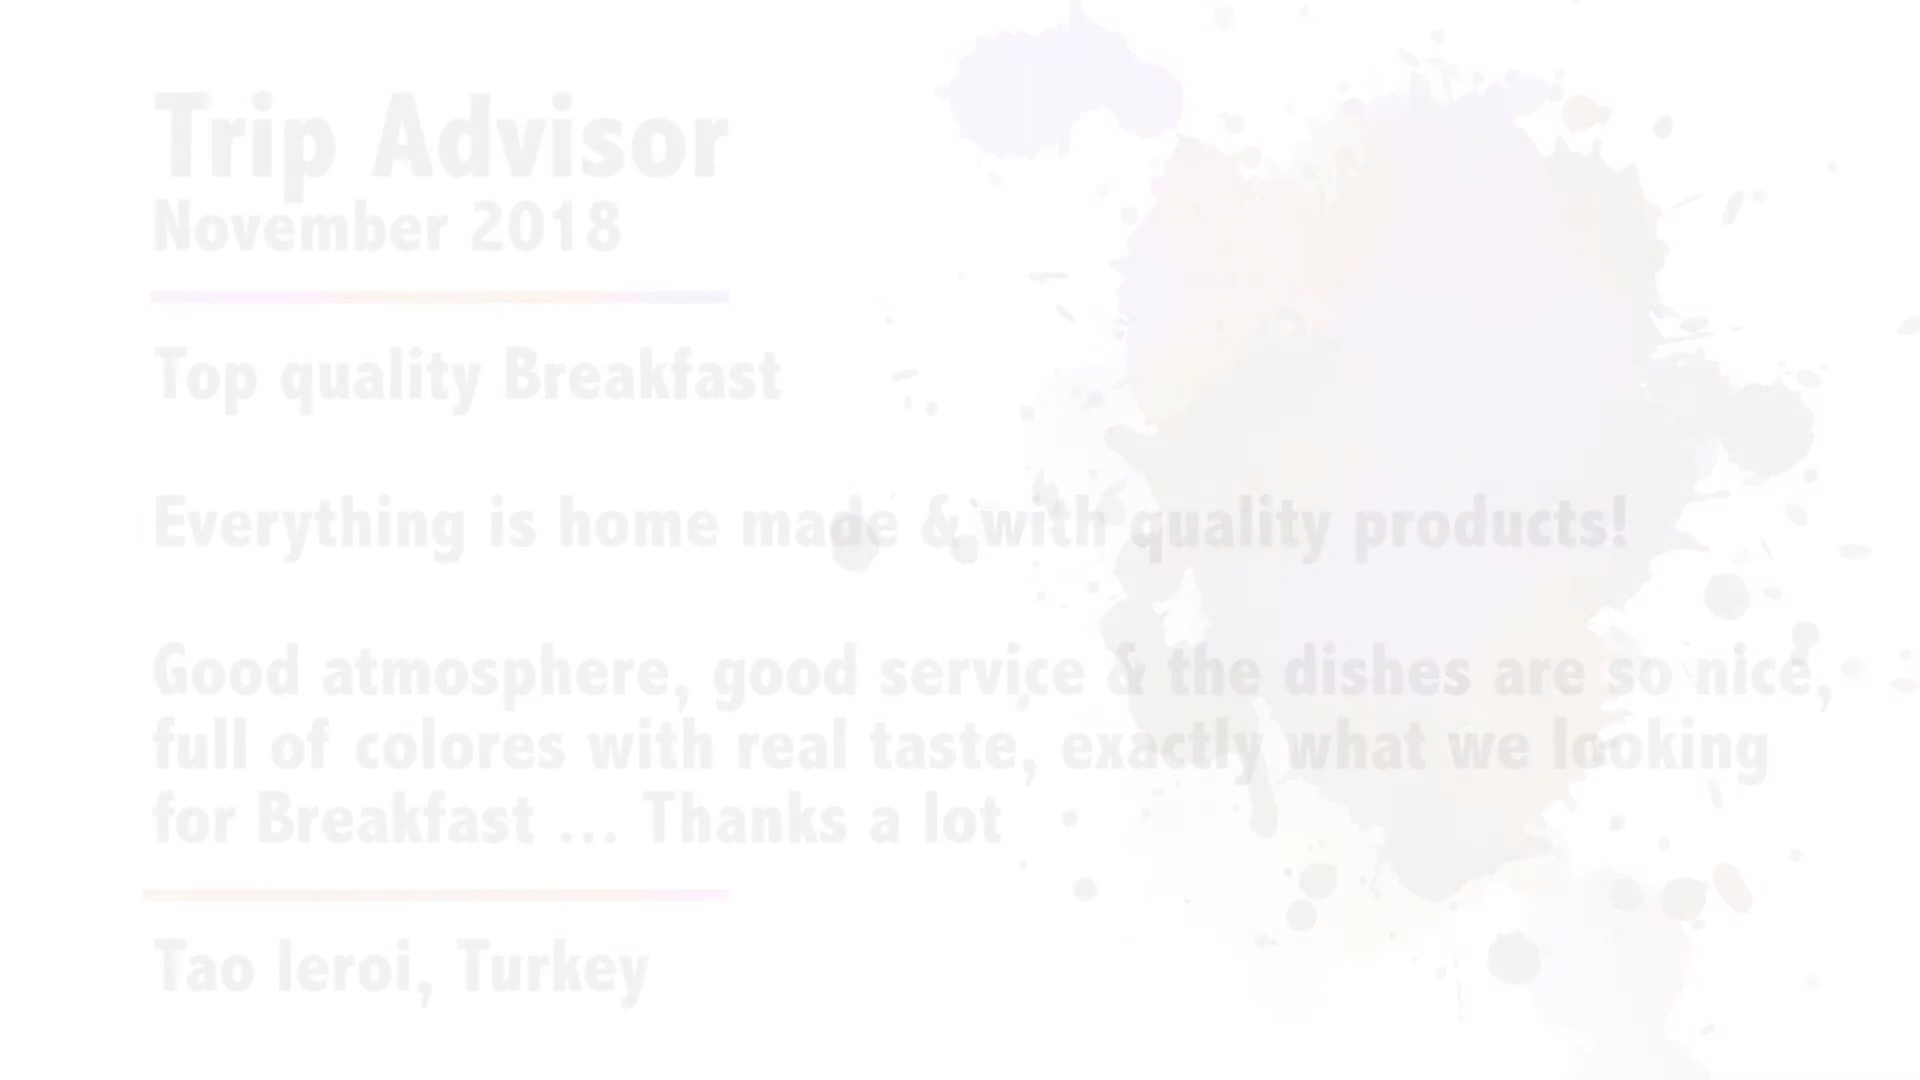 Trip Advisor
November 2018
Top quality Breakfast
Everything is home made & with quality products!
Good atmosphere, good service & the dishes are so nice,
full of colores with real taste, exactly what we looking
for Breakfast ... Thanks a lot
Tao leroi, Turkey